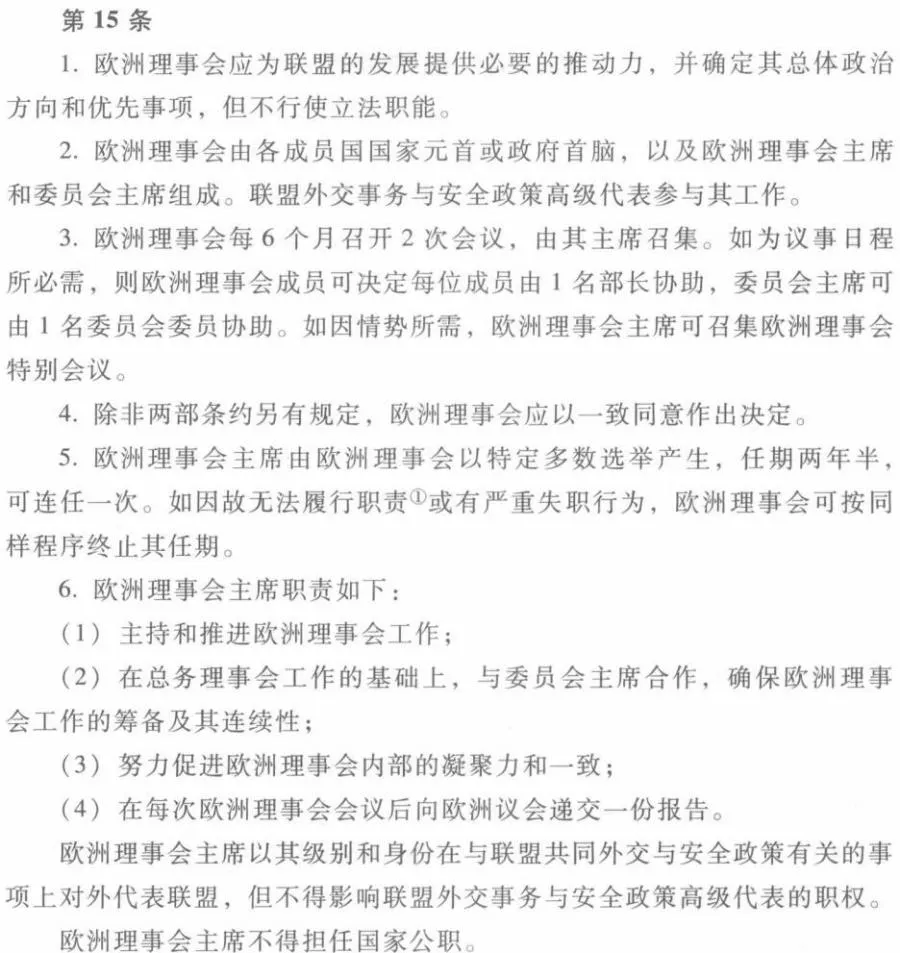 第 15 条
1. 欧洲理事会应为联盟的发展提供必要的推动力，并确定其总体政治
方向和优先事项，但不行使立法职能。
2. 欧洲理事会由各成员国国家元首或政府首脑，以及欧洲理事会主席
和委员会主席组成。联盟外交事务与安全政策高级代表参与其工作。
3. 欧洲理事会每 6 个月召开 2 次会议，由其主席召集。如为议事日程
所必需，则欧洲理事会成员可决定每位成员由 1 名部长协助，委员会主席可
由 1 名委员会委员协助。如因情势所需，欧洲理事会主席可召集欧洲理事会
特别会议。
4. 除非两部条约另有规定，欧洲理事会应以一致同意作出决定。
5. 欧洲理事会主席由欧洲理事会以特定多数选举产生，任期两年半，
可连任一次。如因故无法履行职责①或有严重失职行为，欧洲理事会可按同
样程序终止其任期。
6. 欧洲理事会主席职责如下：
（1）主持和推进欧洲理事会工作；
（2）在总务理事会工作的基础上，与委员会主席合作，确保欧洲理事
会工作的筹备及其连续性；
（3）努力促进欧洲理事会内部的凝聚力和一致；
（4）在每次欧洲理事会会议后向欧洲议会递交一份报告。
欧洲理事会主席以其级别和身份在与联盟共同外交与安全政策有关的事
项上对外代表联盟，但不得影响联盟外交事务与安全政策高级代表的职权。
欧洲理事会主席不得担任国家公职。